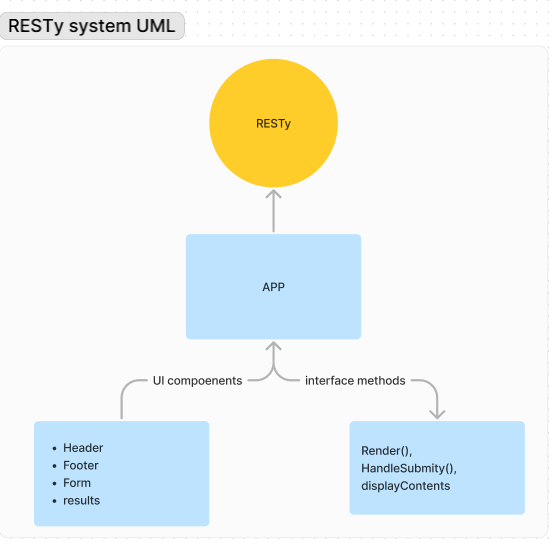 RESTy system UML
RESTy
APP
UI compoenents
interface methods
• Header
• Footer
• Form
• results
Render(),
HandleSubmity(),
displayContents